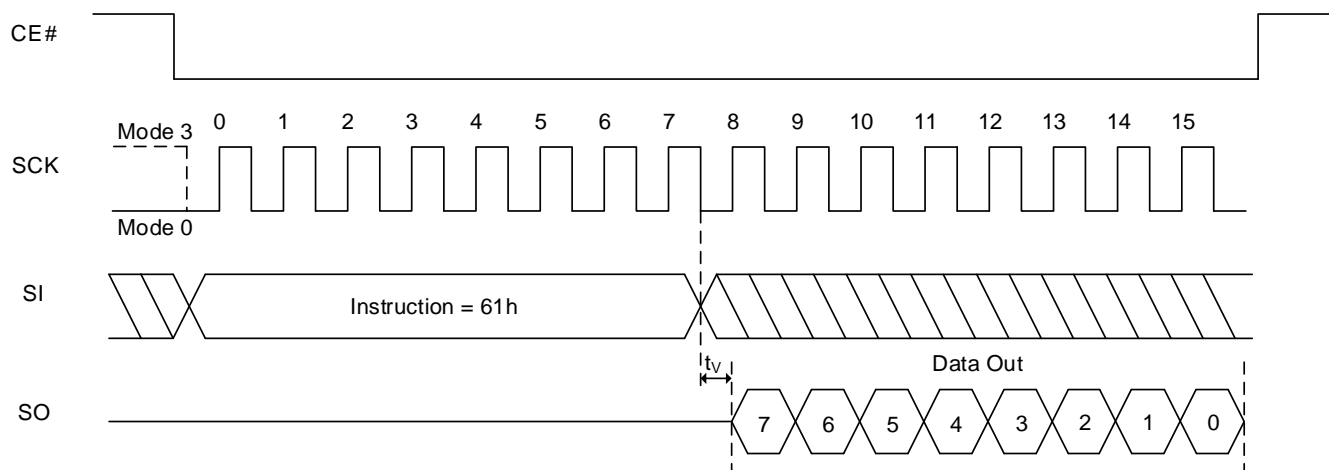 CE#
0 1 2 3 4 5 6 7 8 9 10 11 12 13 14 15
Mode 3
SCK
Mode 0
SI
Instruction = 61h
tV
Data Out
SO
7 6 5 4 3 2 1 0